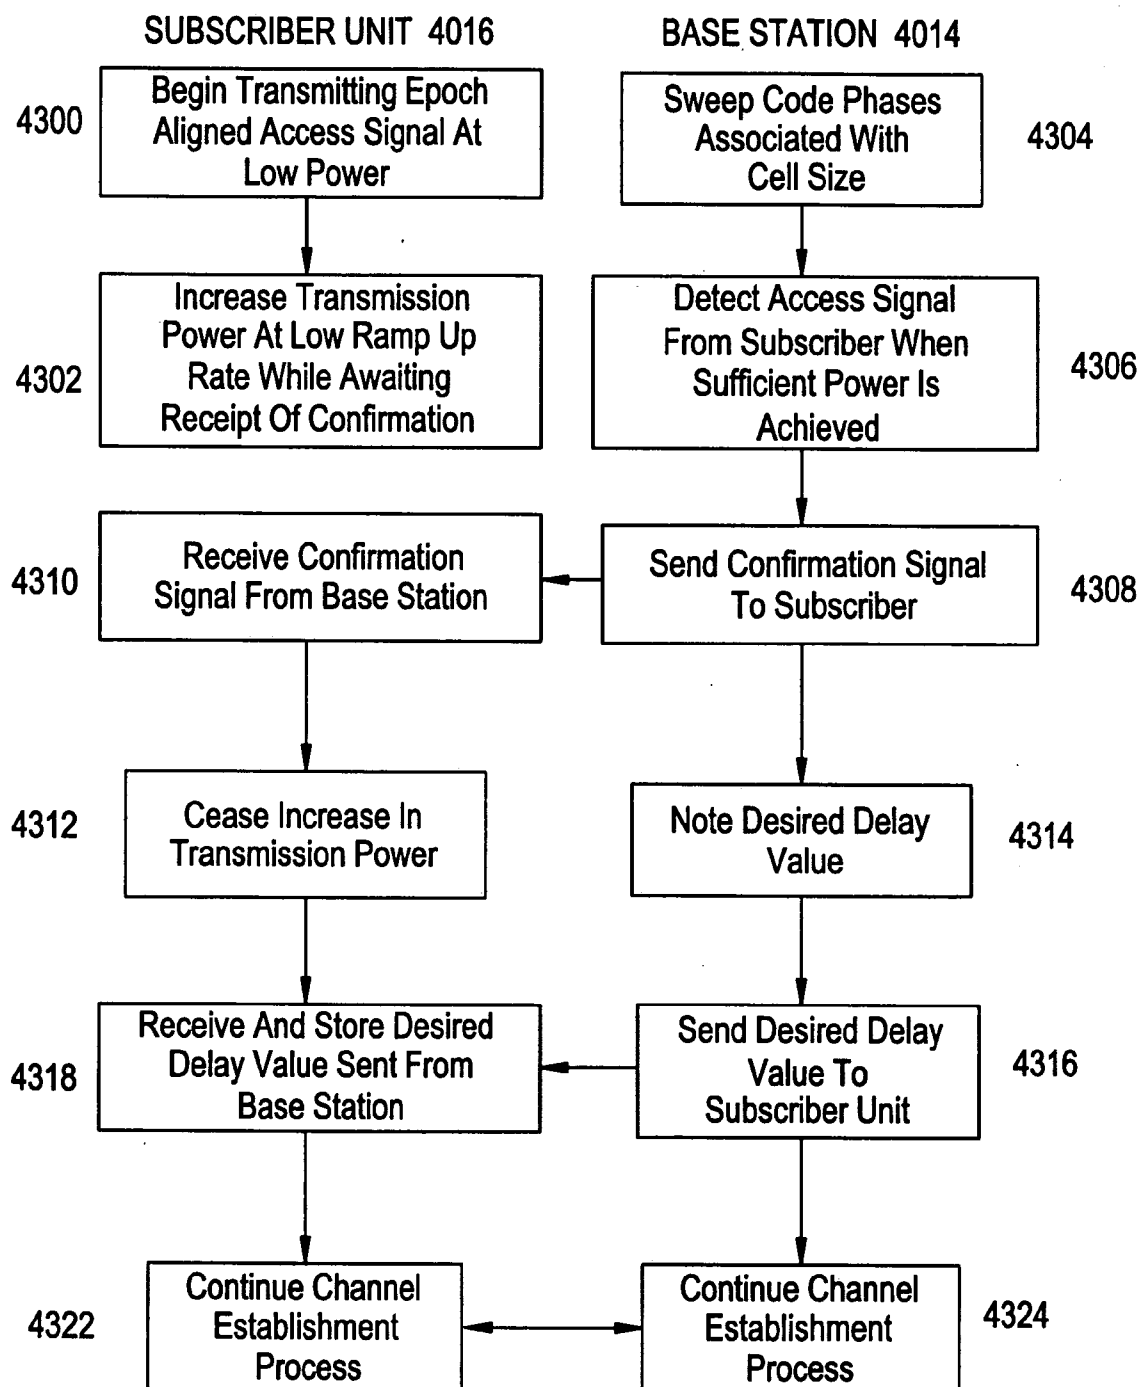 SUBSCRIBER UNIT 4016
BASE STATION 4014
4300
Begin Transmitting Epoch
Aligned Access Signal At
Low Power
Sweep Code Phases
Associated With
Cell Size
4304
4302
Increase Transmission
Power At Low Ramp Up
Rate While Awaiting
Receipt Of Confirmation
Detect Access Signal
From Subscriber When
Sufficient Power Is
Achieved
4306
4310
Receive Confirmation
Signal From Base Station
Send Confirmation Signal
To Subscriber
4308
4312
Cease Increase In
Transmission Power
Note Desired Delay
Value
4314
4318
Receive And Store Desired
Delay Value Sent From
Base Station
Send Desired Delay
Value To
Subscriber Unit
4316
4322
Continue Channel
Establishment
Process
Continue Channel
Establishment
Process
4324